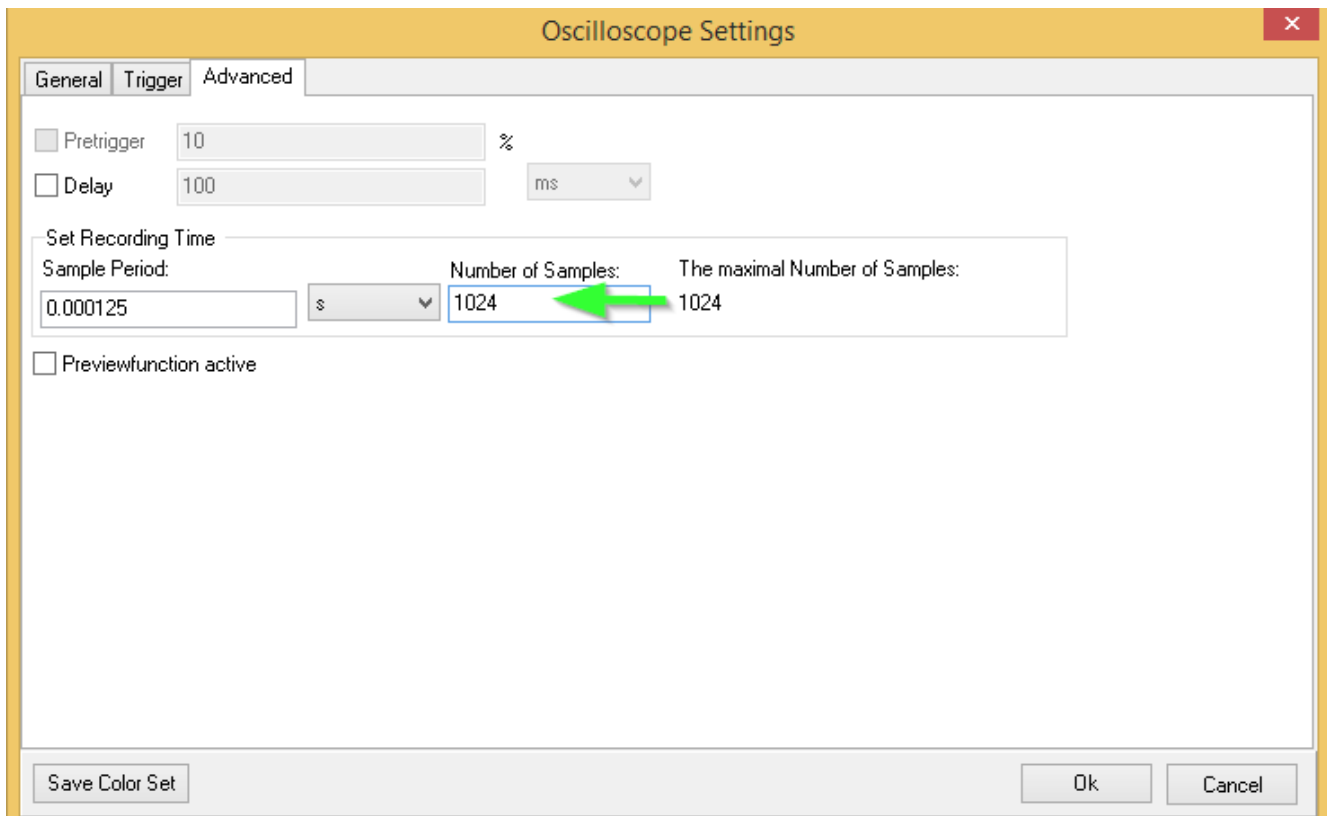 Oscilloscope Settings
General Trigger Advanced
Pretrigger 10 %
Delay 100 ms
Set Recording Time
Sample Period: Number of Samples: The maximal Number of Samples:
0.000125 s 1024 1024
Previewfunction active
Save Color Set Ok Cancel